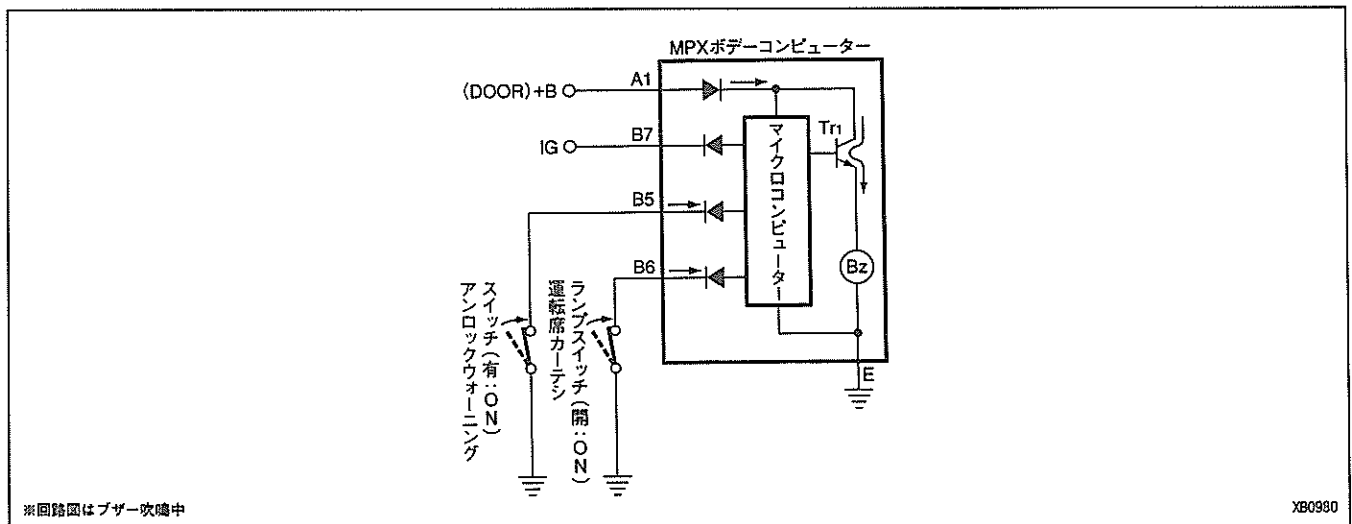 MPXボデーコンピューター
(DOOR)+B
A1
IG
B7
B5
B6
マイクロコンピュータ
Tr1
Bz
E
アンロックウォーニング
スイッチ(有:ON)
運転席カーテシ
ランプスイッチ(開:ON)
※回路図はブザー吹鳴中
XB0980